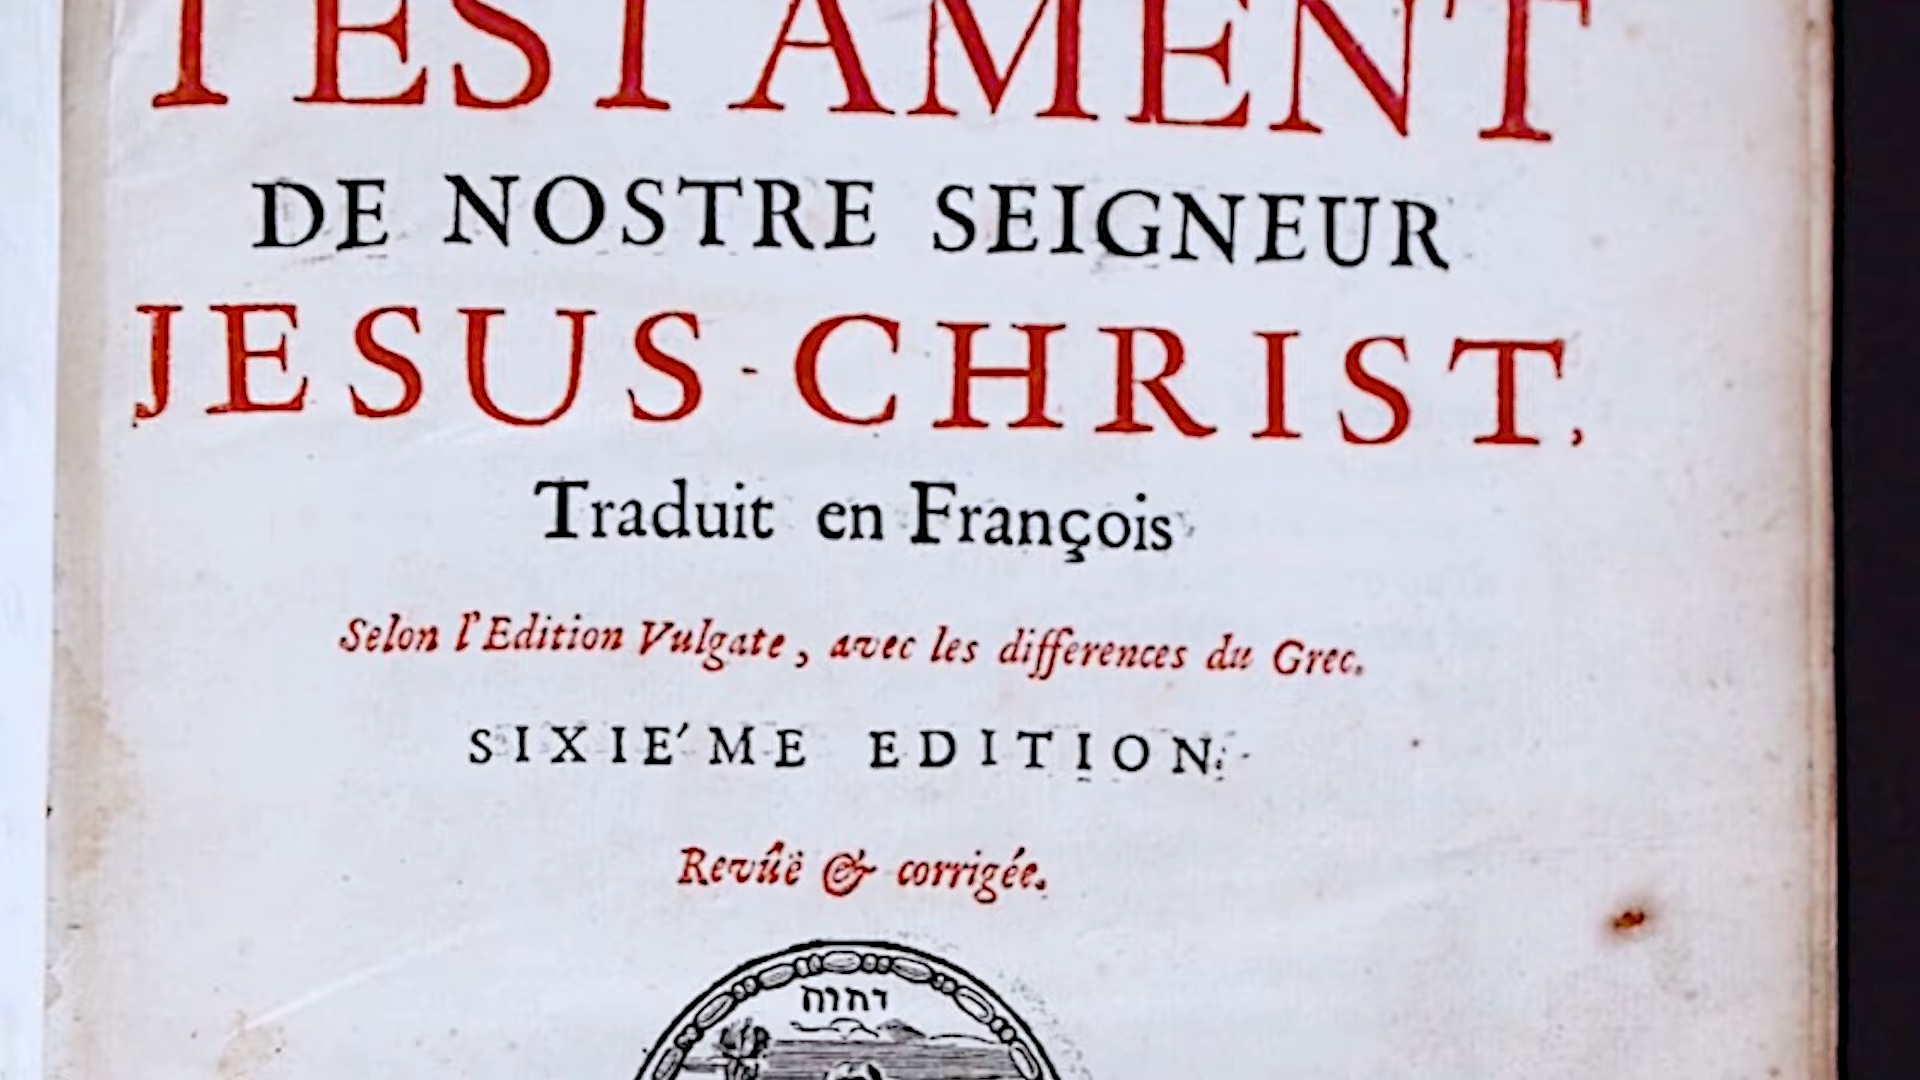 TESTAMENT
DE NOSTRE SEIGNEUR
JESUS-CHRIST,
Traduit en François
Selon l'Edition Vulgate, avec les differences du Grec.
SIXIE'ME EDITION.
Revûë & corrigée.